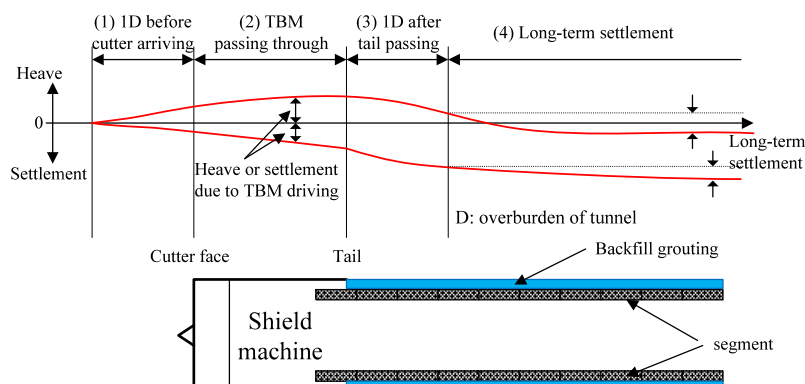 (1) 1D before
cutter arriving
(2) TBM
passing through
(3) 1D after
tail passing
(4) Long-term settlement
Heave
0
Settlement
Heave or settlement
due to TBM driving
Long-term
settlement
D: overburden of tunnel
Cutter face
Tail
Backfill grouting
Shield
machine
segment